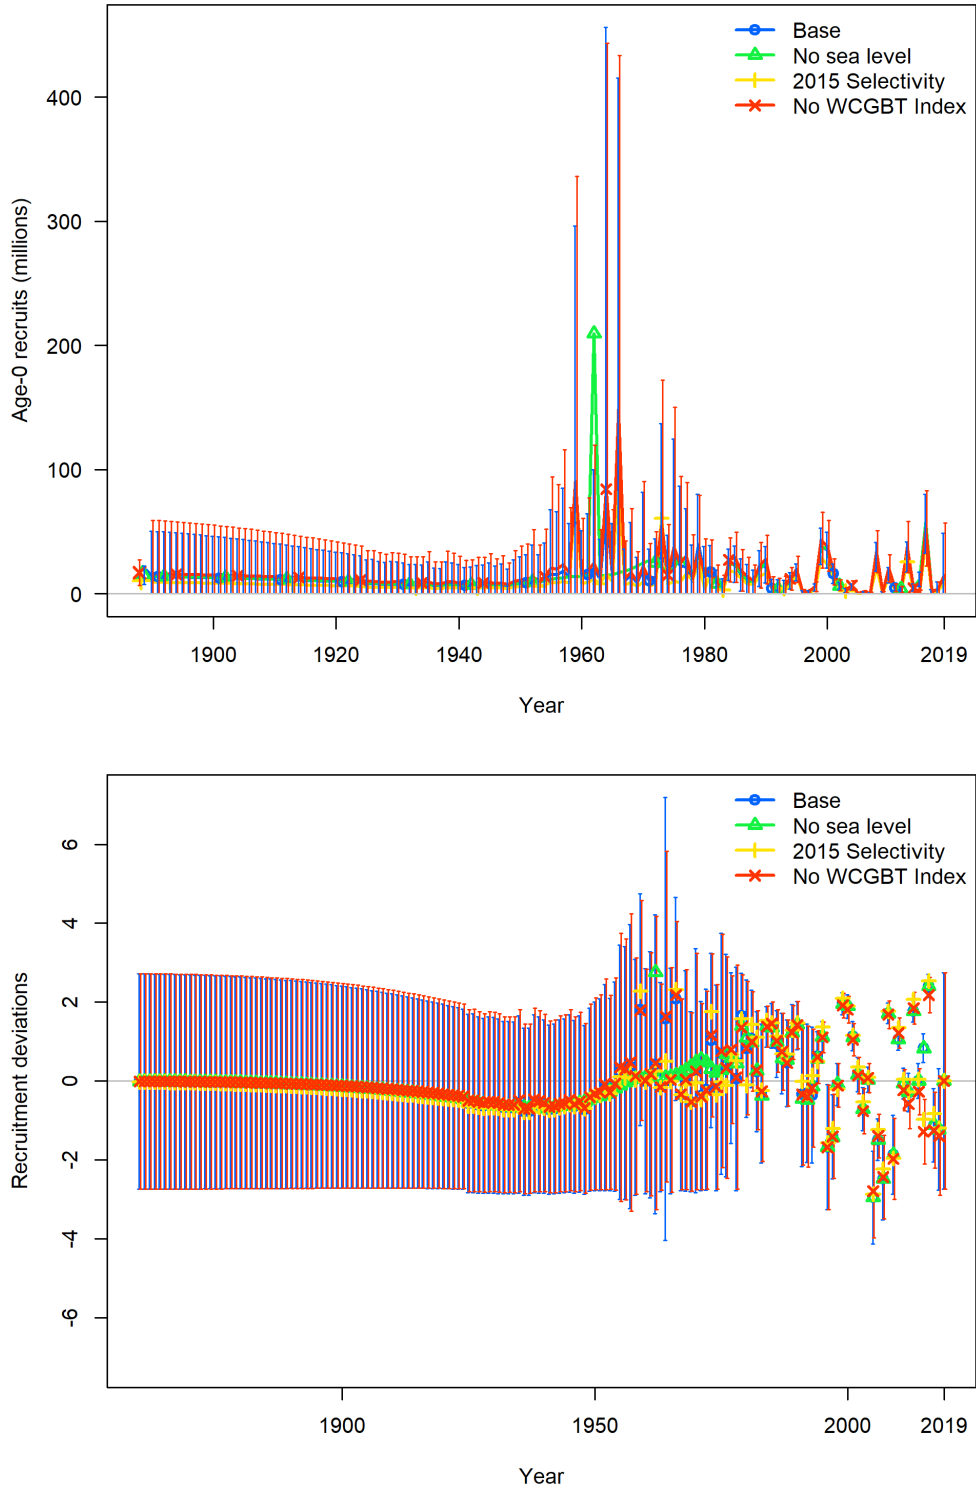 Base
No sea level
2015 Selectivity
No WCGBT Index
Age-0 recruits (millions)
400
300
200
100
0
1900 1920 1940 1960 1980 2000 2019
Year
Base
No sea level
2015 Selectivity
No WCGBT Index
Recruitment deviations
6
4
2
0
-2
-4
-6
1900 1950 2000 2019
Year